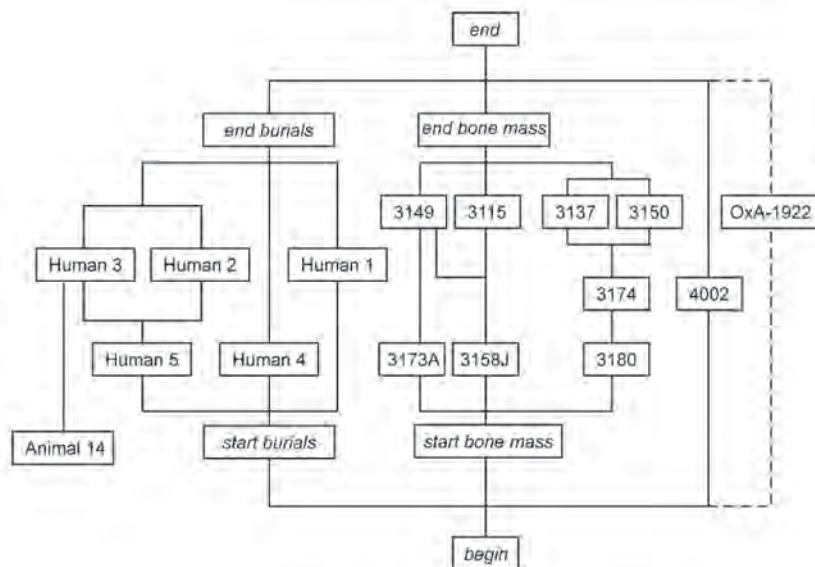 end
end burials
end bone mass
3149
3115
3137
3150
OxA-1922
Human 3
Human 2
Human 1
3174
4002
Human 5
Human 4
3173A
3158J
3180
Animal 14
start burials
start bone mass
begin